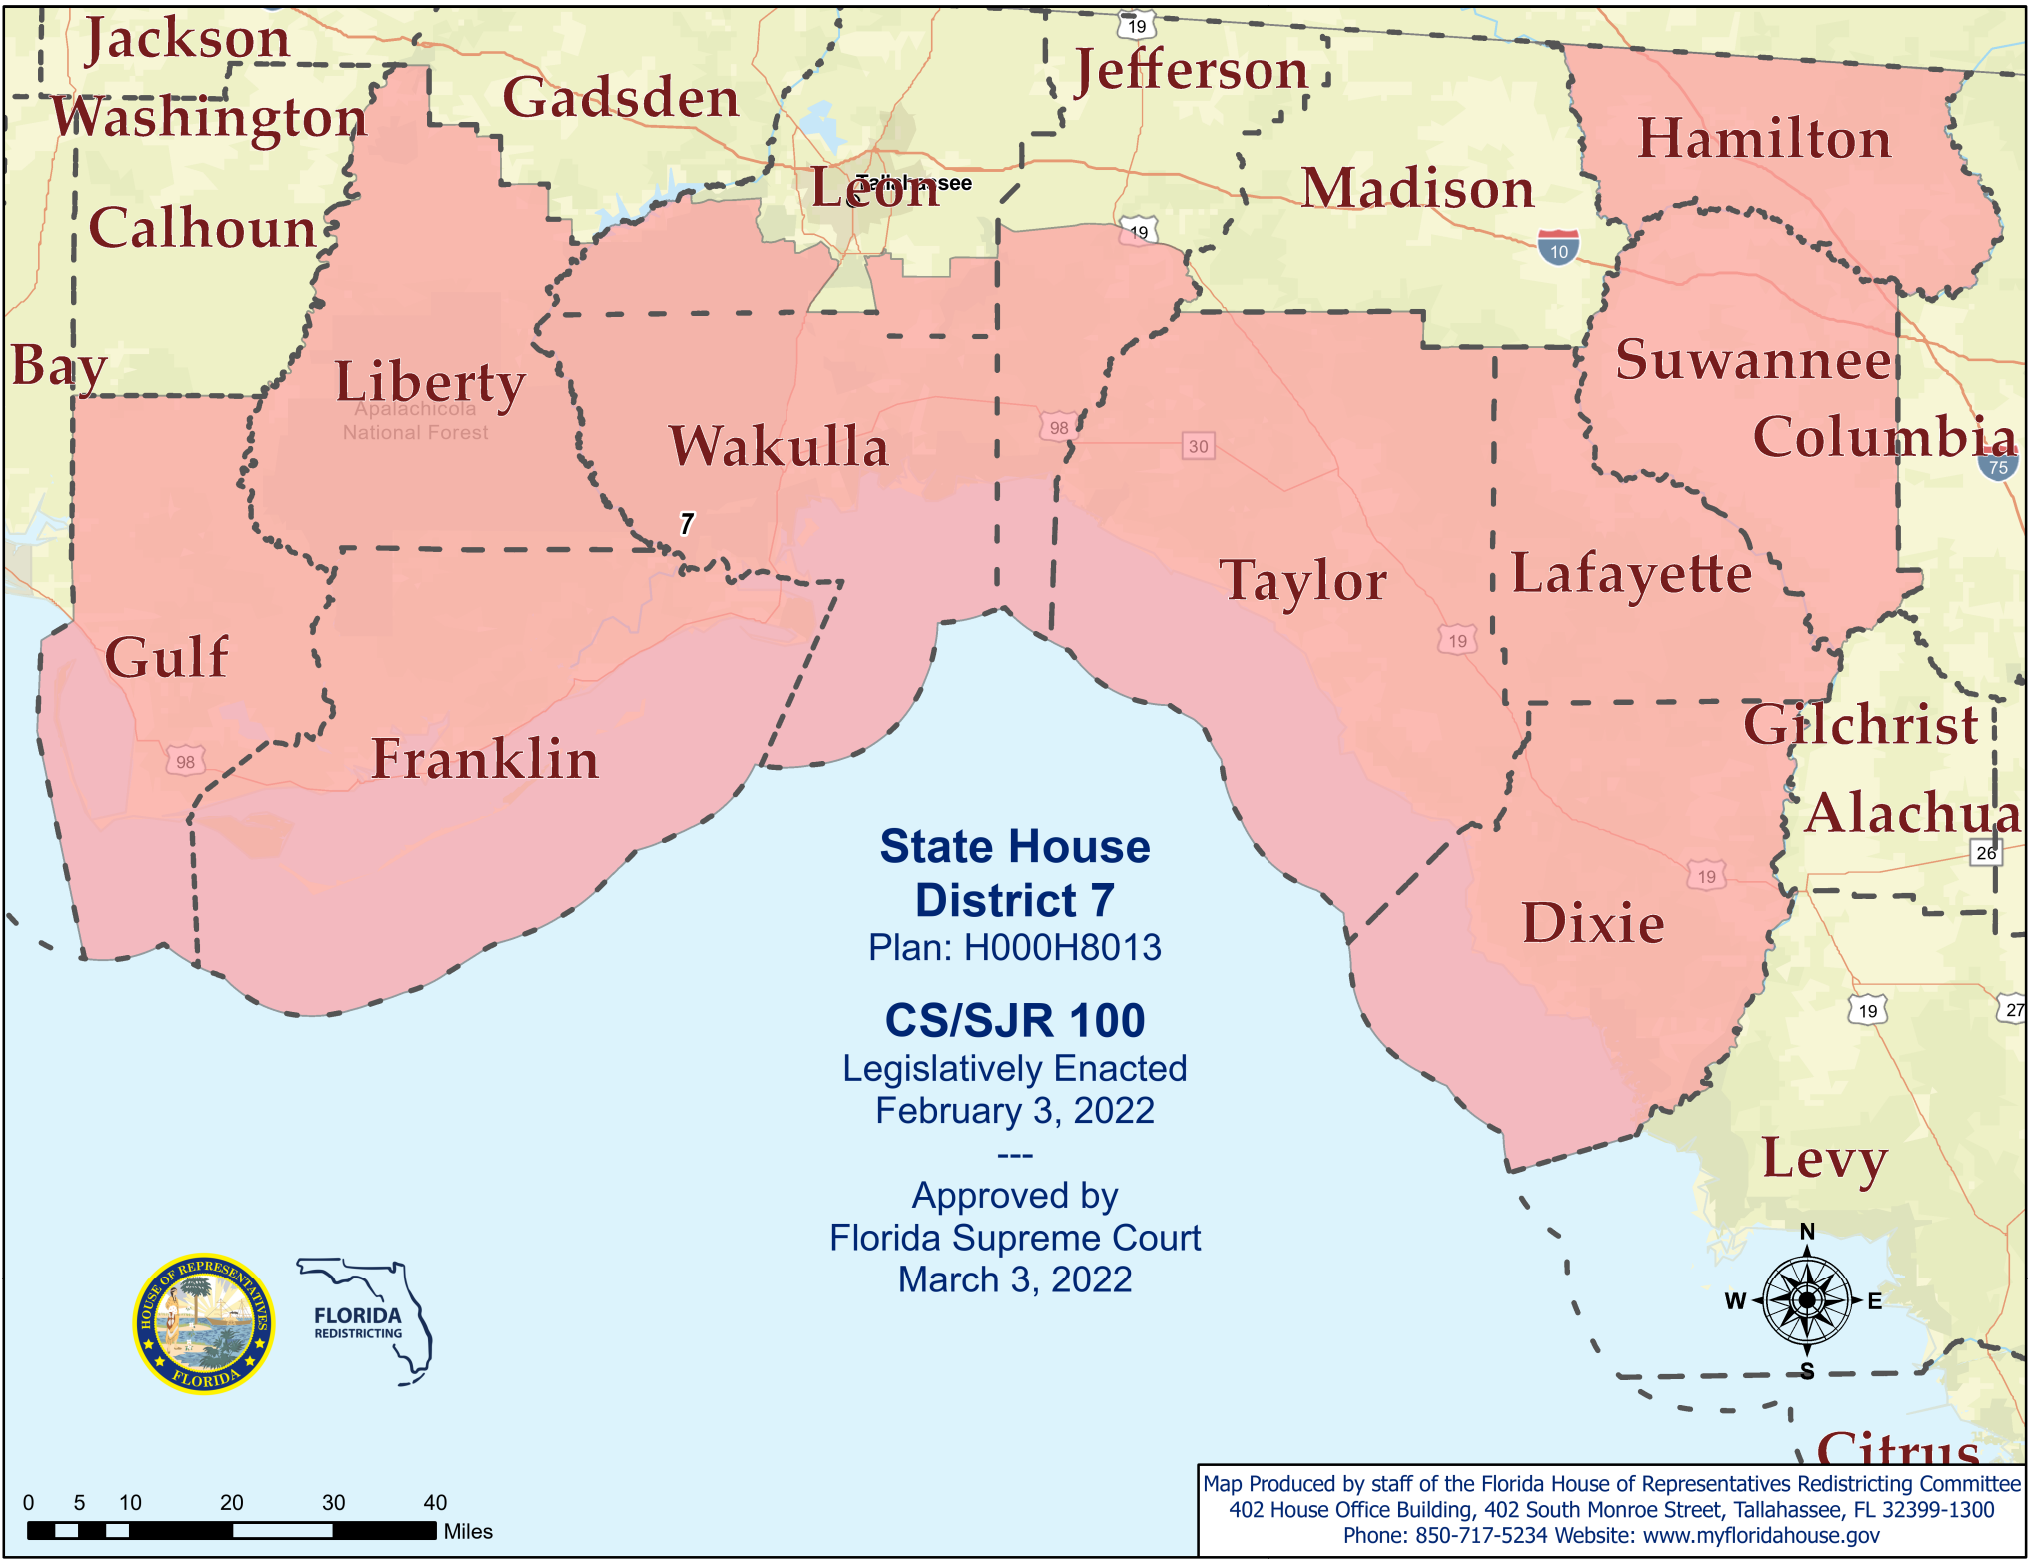 Jackson
19
Jefferson
Gadsden
Washington
Hamilton
Tallahassee
Leon
Madison
Calhoun
19
10
Bay
Suwannee
Liberty
Apalachicola
National Forest
98
30
Wakulla
Columbia
75
7
Taylor
Lafayette
19
Gulf
Gilchrist
98
Franklin
Alachua
26
State House
District 7
Plan: H000H8013
19
Dixie
CS/SJR 100
Legislatively Enacted
February 3, 2022
---
Approved by
Florida Supreme Court
March 3, 2022
19
27
Levy
N
W
E
S
HOUSE OF REPRESENTATIVES
FLORIDA
FLORIDA
REDISTRICTING
Citrus
0 5 10 20 30 40
Miles
Map Produced by staff of the Florida House of Representatives Redistricting Committee
402 House Office Building, 402 South Monroe Street, Tallahassee, FL 32399-1300
Phone: 850-717-5234 Website: www.myfloridahouse.gov